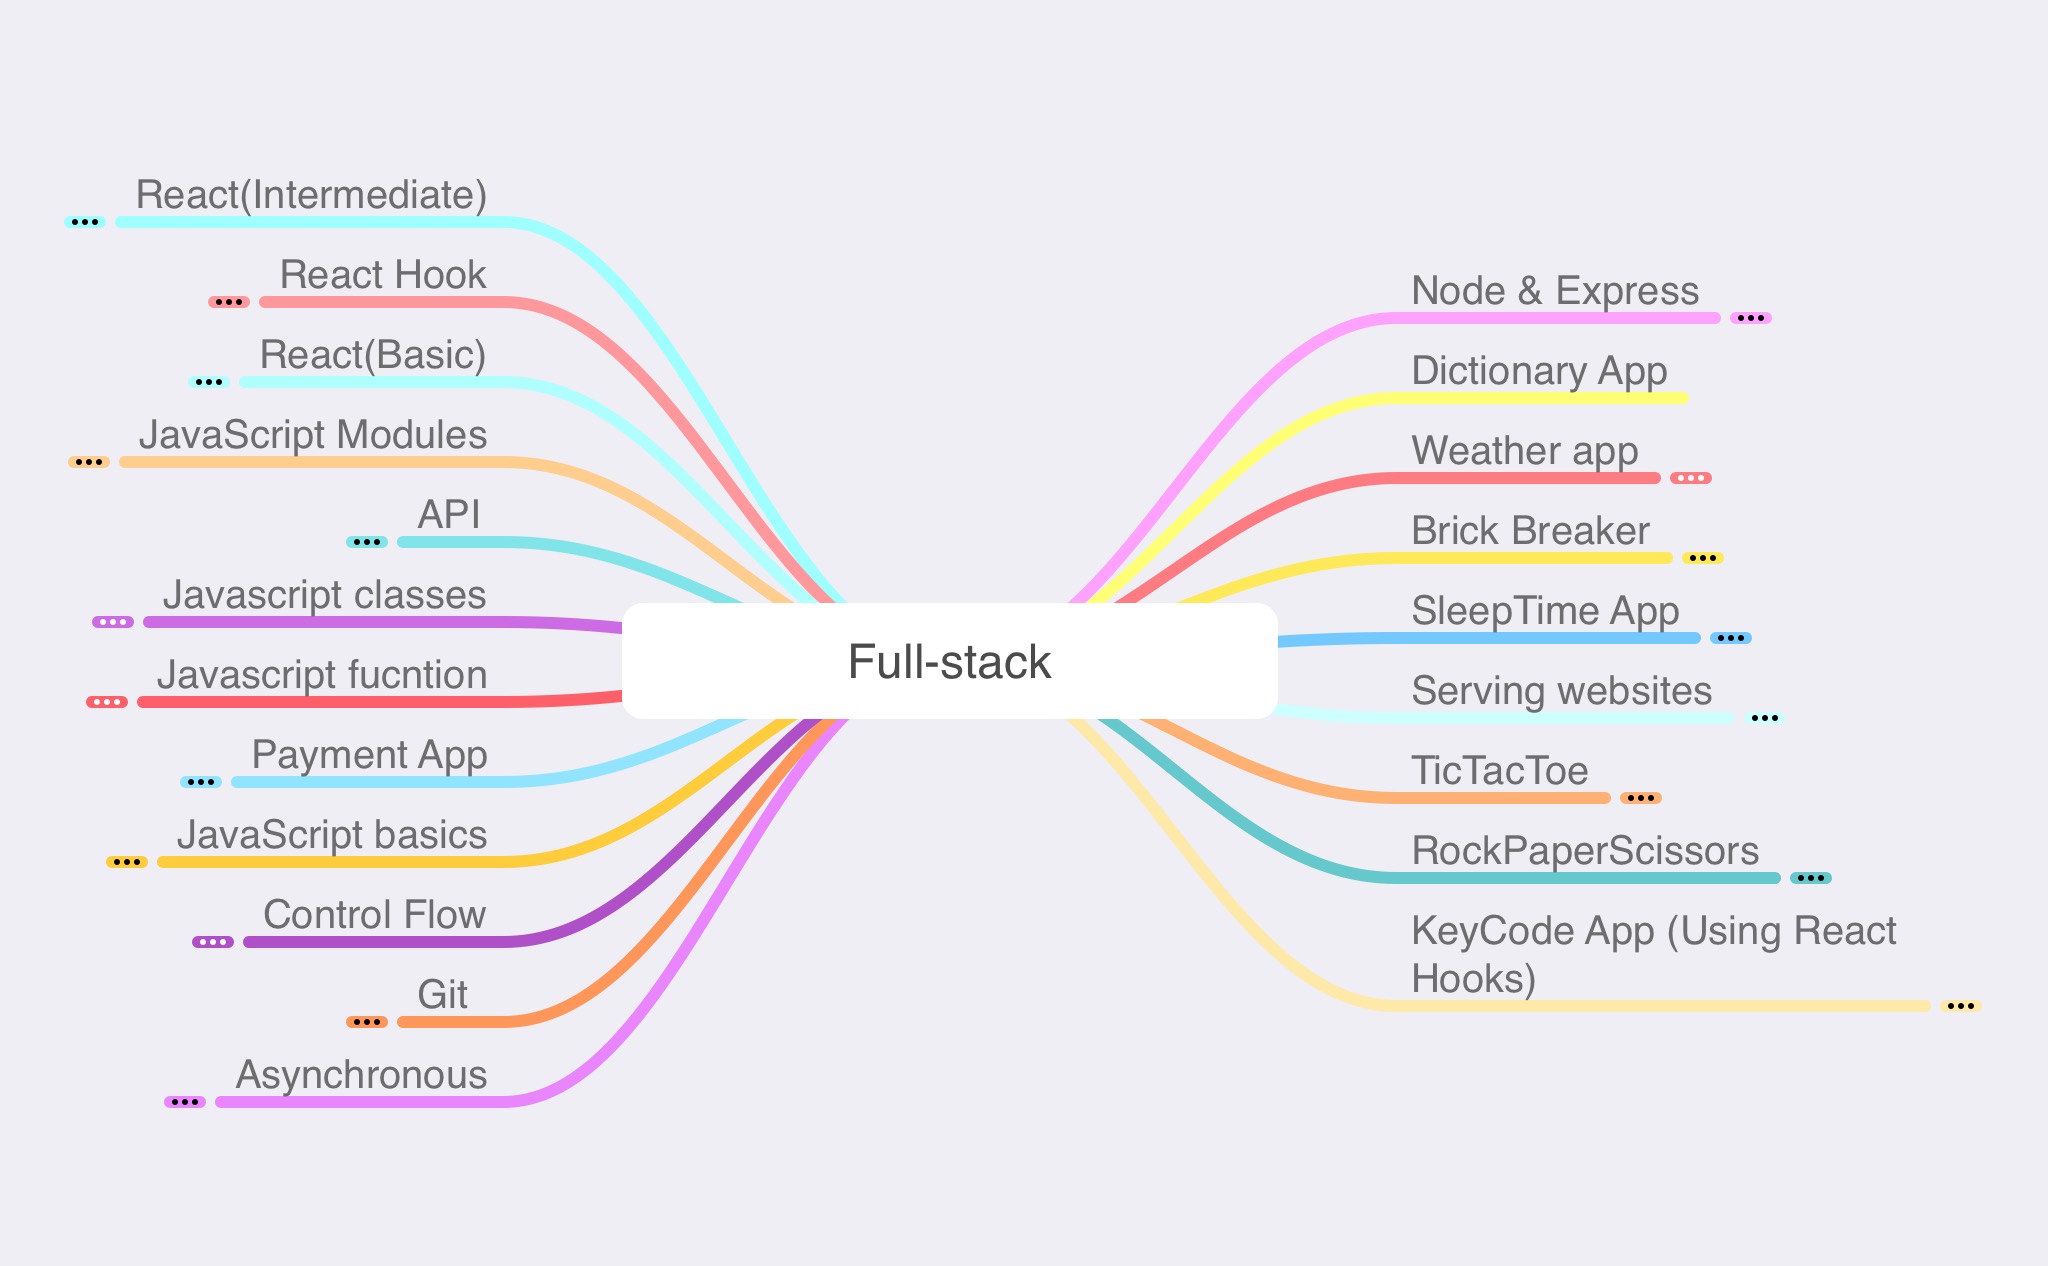 React(Intermediate)
React Hook
React(Basic)
JavaScript Modules
API
Javascript classes
Javascript fucntion
Payment App
JavaScript basics
Control Flow
Git
Asynchronous
Full-stack
Node & Express
Dictionary App
Weather app
Brick Breaker
SleepTime App
Serving websites
TicTacToe
RockPaperScissors
KeyCode App (Using React
Hooks)